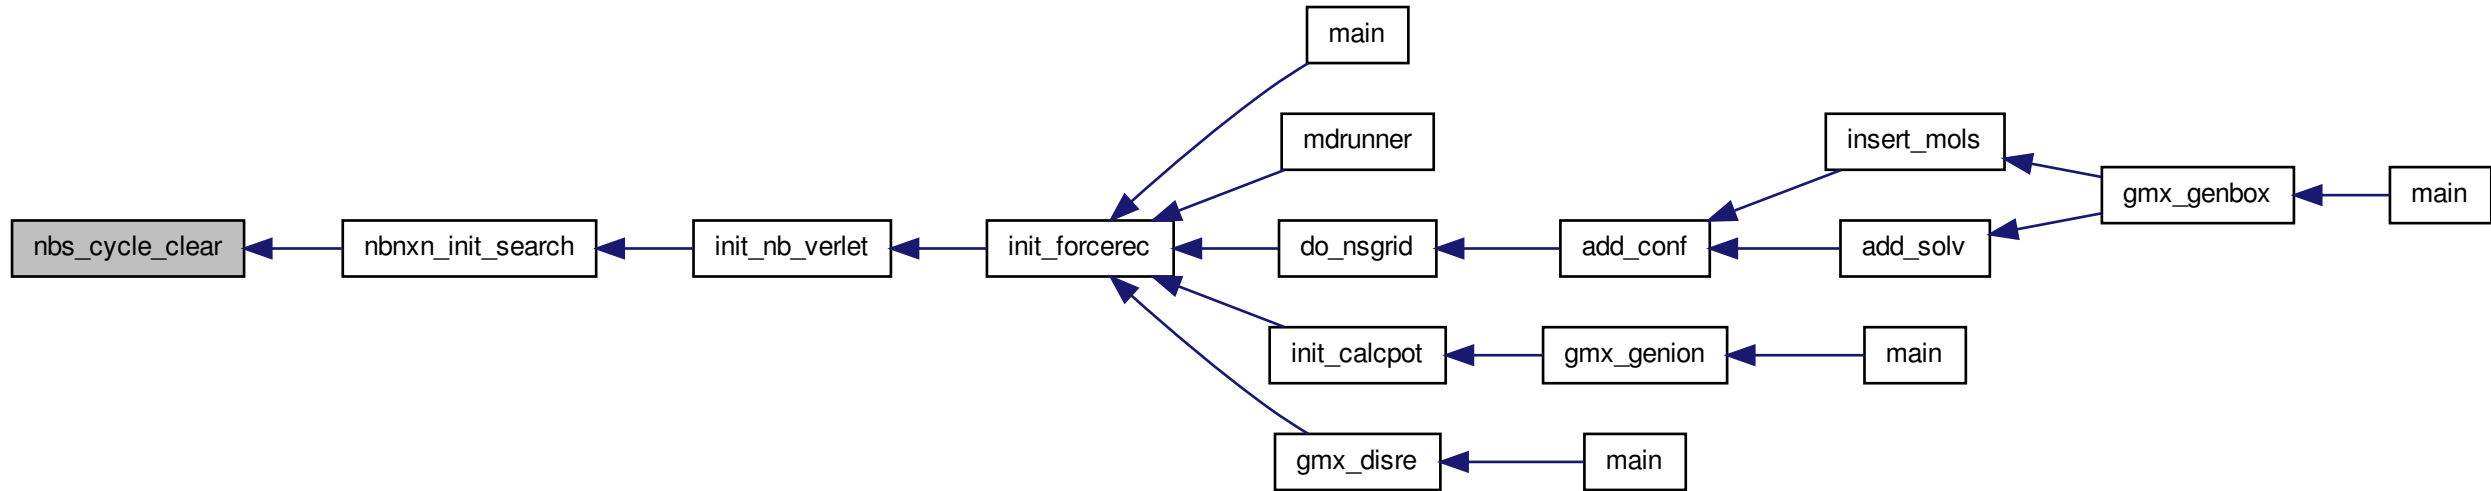 main
mdrunner
insert_mols
gmx_genbox
main
nbs_cycle_clear
nbnxn_init_search
init_nb_verlet
init_forcerec
do_nsgrid
add_conf
add_solv
init_calcpot
gmx_genion
main
gmx_disre
main